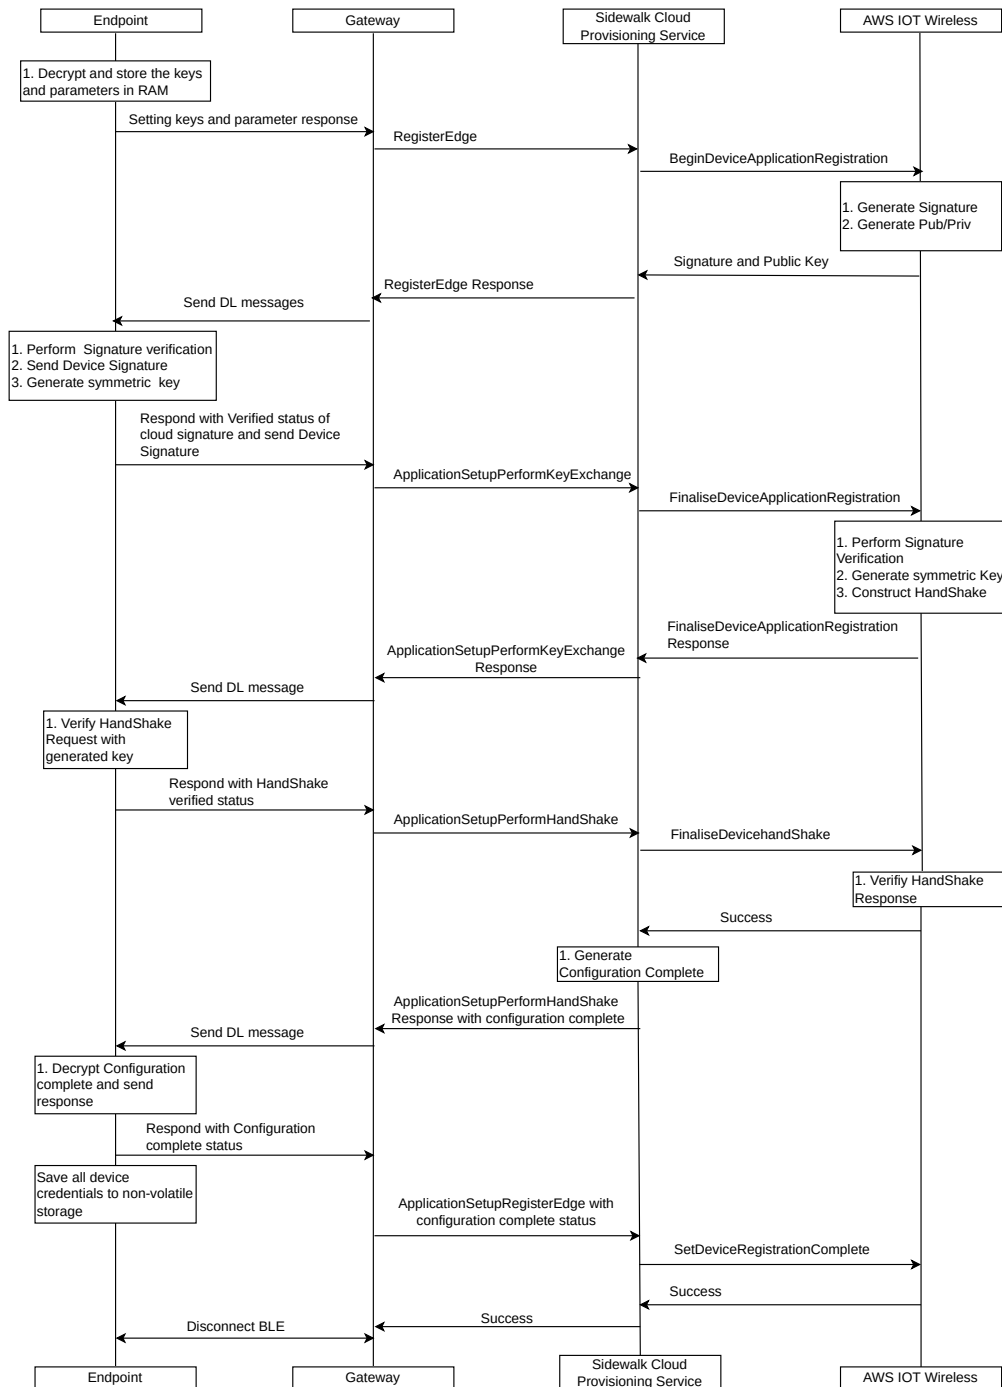 Endpoint
Gateway
Sidewalk Cloud
Provisioning Service
AWS IOT Wireless
1. Decrypt and store the keys
and parameters in RAM
Setting keys and parameter response
RegisterEdge
BeginDeviceApplicationRegistration
1. Generate Signature
2. Generate Pub/Priv
Signature and Public Key
RegisterEdge Response
Send DL messages
1. Perform Signature verification
2. Send Device Signature
3. Generate symmetric key
Respond with Verified status of
cloud signature and send Device
Signature
ApplicationSetupPerformKeyExchange
FinaliseDeviceApplicationRegistration
1. Perform Signature
Verification
2. Generate symmetric Key
3. Construct HandShake
FinaliseDeviceApplicationRegistration
Response
ApplicationSetupPerformKeyExchange
Response
Send DL message
1. Verify HandShake
Request with
generated key
Respond with HandShake
verified status
ApplicationSetupPerformHandShake
FinaliseDevicehandShake
1. Verifiy HandShake
Response
Success
1. Generate
Configuration Complete
ApplicationSetupPerformHandShake
Response with configuration complete
Send DL message
1. Decrypt Configuration
complete and send
response
Respond with Configuration
complete status
Save all device
credentials to non-volatile
storage
ApplicationSetupRegisterEdge with
configuration complete status
SetDeviceRegistrationComplete
Success
Success
Disconnect BLE
Endpoint
Gateway
Sidewalk Cloud
Provisioning Service
AWS IOT Wireless